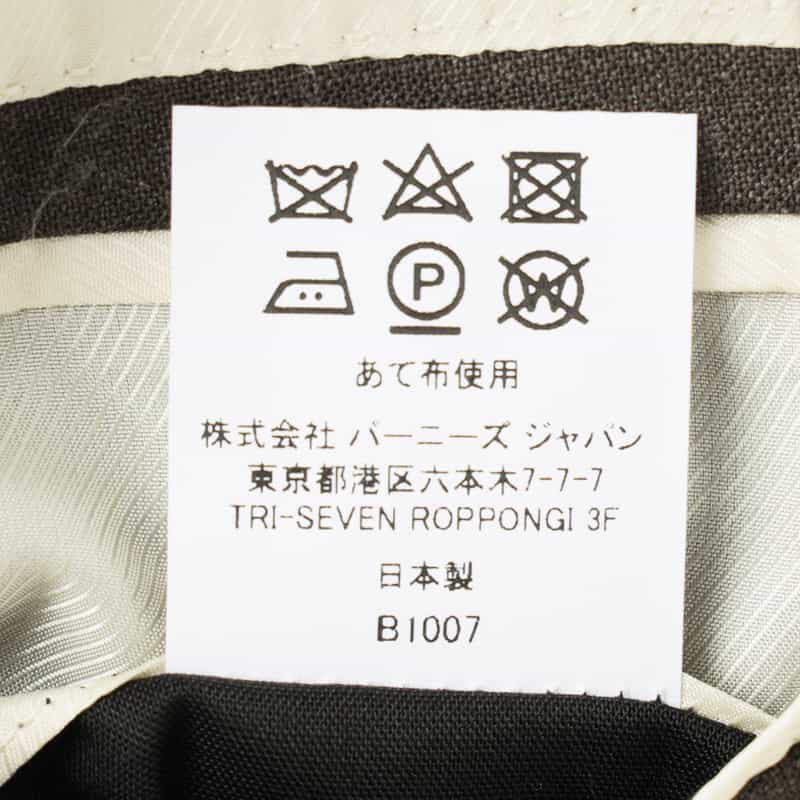 P
W
あて布使用
株式会社 バーニーズ ジャパン
東京都港区六本木7-7-7
TRI-SEVEN ROPPONGI 3F
日本製
B1007